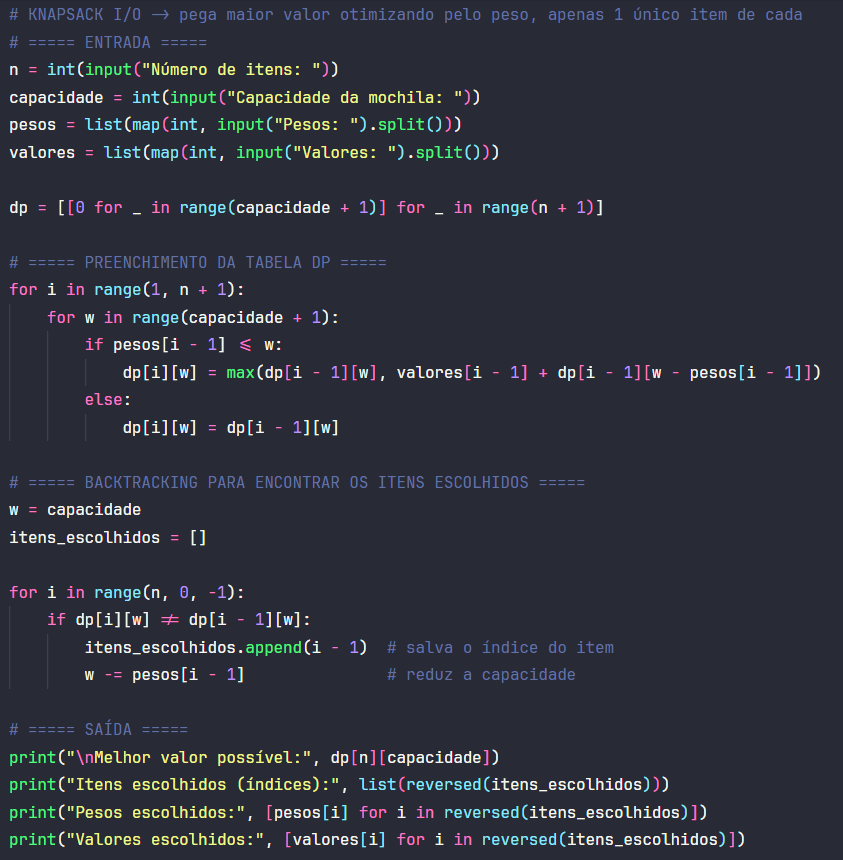 # KNAPSACK I/O -> pega maior valor otimizando pelo peso, apenas 1 único item de cada
# ===== ENTRADA =====
n = int(input("Número de itens: "))
capacidade = int(input("Capacidade da mochila: "))
pesos = list(map(int, input("Pesos: ").split()))
valores = list(map(int, input("Valores: ").split()))

dp = [[0 for _ in range(capacidade + 1)] for _ in range(n + 1)]

# ===== PREENCHIMENTO DA TABELA DP =====
for i in range(1, n + 1):
    for w in range(capacidade + 1):
        if pesos[i - 1] <= w:
            dp[i][w] = max(dp[i - 1][w], valores[i - 1] + dp[i - 1][w - pesos[i - 1]])
        else:
            dp[i][w] = dp[i - 1][w]

# ===== BACKTRACKING PARA ENCONTRAR OS ITENS ESCOLHIDOS =====
w = capacidade
itens_escolhidos = []

for i in range(n, 0, -1):
    if dp[i][w] != dp[i - 1][w]:
        itens_escolhidos.append(i - 1)  # salva o índice do item
        w -= pesos[i - 1]               # reduz a capacidade

# ===== SAÍDA =====
print("\nMelhor valor possível:", dp[n][capacidade])
print("Itens escolhidos (índices):", list(reversed(itens_escolhidos)))
print("Pesos escolhidos:", [pesos[i] for i in reversed(itens_escolhidos)])
print("Valores escolhidos:", [valores[i] for i in reversed(itens_escolhidos)])